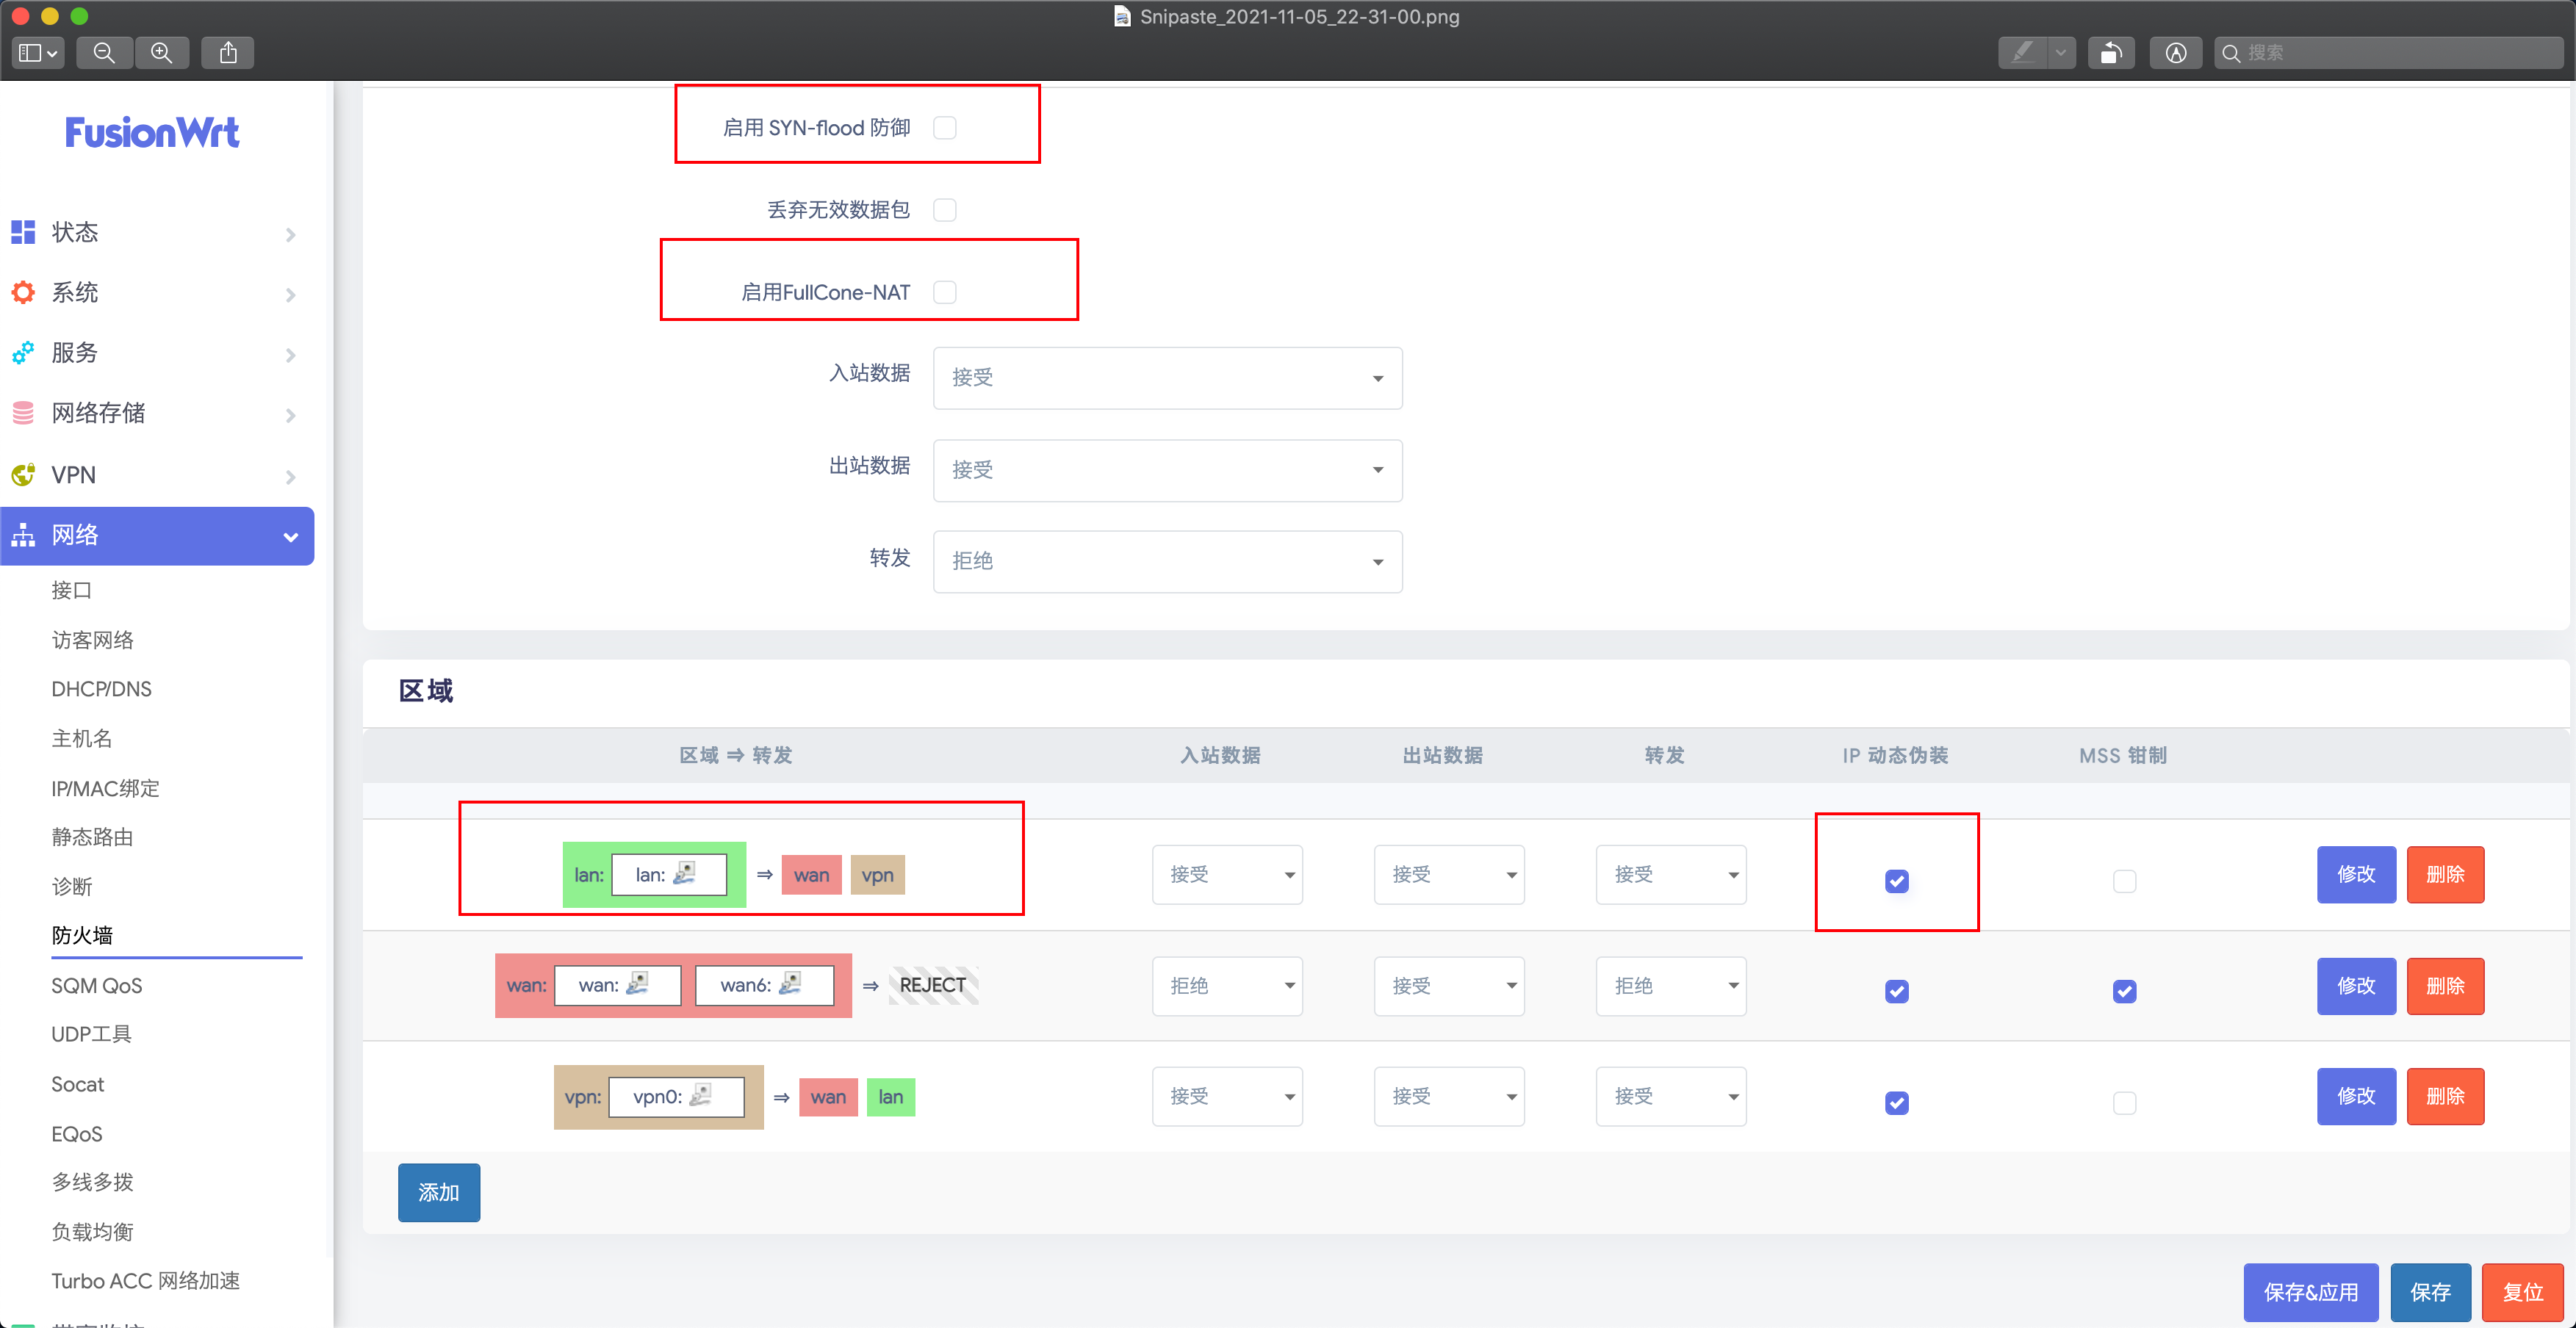 Snipaste_2021-11-05_22-31-00.png
搜索
FusionWrt
状态
系统
服务
网络存储
VPN
网络
接口
访客网络
DHCP/DNS
主机名
IP/MAC绑定
静态路由
诊断
防火墙
SQM QoS
UDP工具
Socat
EQoS
多线多拨
负载均衡
Turbo ACC 网络加速
启用 SYN-flood 防御
丢弃无效数据包
启用FullCone-NAT
入站数据 接受
出站数据 接受
转发 拒绝
区域
区域 ⇒ 转发 入站数据 出站数据 转发 IP 动态伪装 MSS 钳制
lan: lan: ⇒ wan vpn 接受 接受 接受 修改 删除
wan: wan: wan6: ⇒ REJECT 拒绝 接受 拒绝 修改 删除
vpn: vpn0: ⇒ wan lan 接受 接受 接受 修改 删除
添加
保存&应用 保存 复位